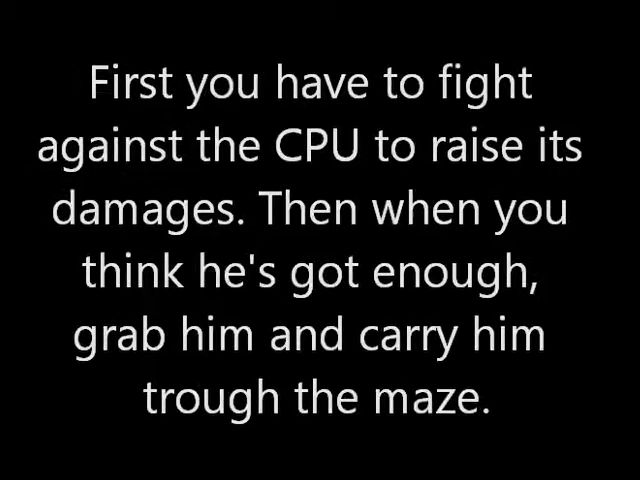 First you have to fight
against the CPU to raise its
damages. Then when you
think he's got enough,
grab him and carry him
trough the maze.